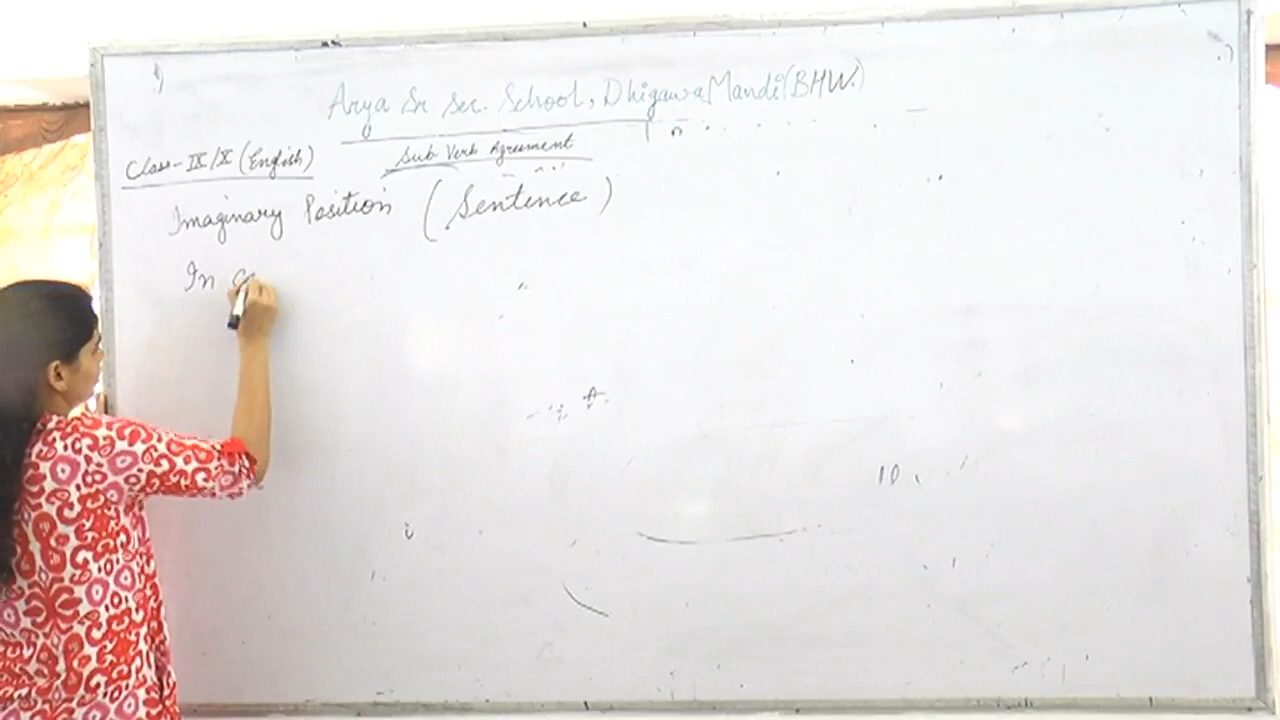 Arya Sr Sec. School, Dhigawa Mandi (BHW.)
Class-IX/X (English)
Sub Verb Agreement
Imaginary Position (Sentence)
In